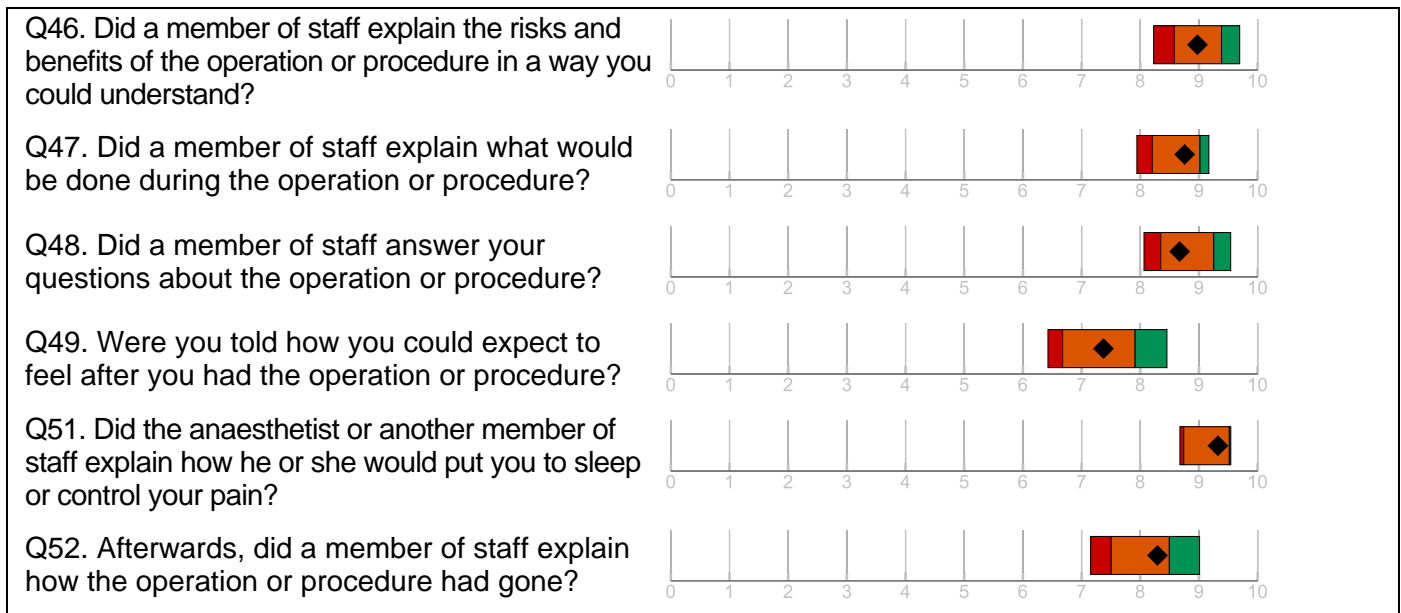 Q46. Did a member of staff explain the risks and
benefits of the operation or procedure in a way you
could understand?
0 1 2 3 4 5 6 7 8 9 10
Q47. Did a member of staff explain what would
be done during the operation or procedure?
0 1 2 3 4 5 6 7 8 9 10
Q48. Did a member of staff answer your
questions about the operation or procedure?
0 1 2 3 4 5 6 7 8 9 10
Q49. Were you told how you could expect to
feel after you had the operation or procedure?
0 1 2 3 4 5 6 7 8 9 10
Q51. Did the anaesthetist or another member of
staff explain how he or she would put you to sleep
or control your pain?
0 1 2 3 4 5 6 7 8 9 10
Q52. Afterwards, did a member of staff explain
how the operation or procedure had gone?
0 1 2 3 4 5 6 7 8 9 10